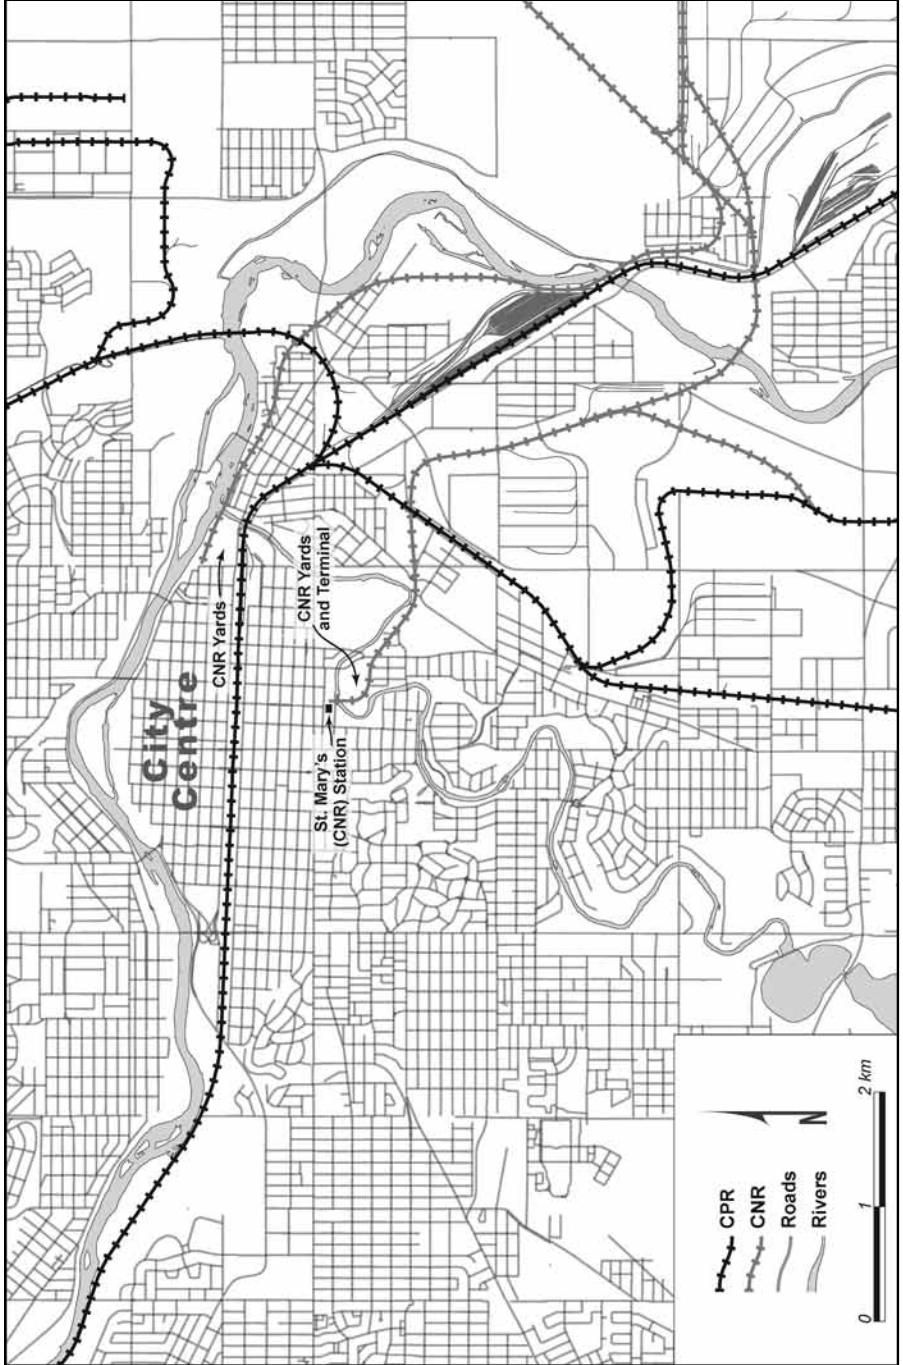 City
Centre
CNR Yards
CNR Yards
and Terminal
St. Mary's
(CNR) Station
CPR
CNR
Roads
Rivers
N
0
1
2 km